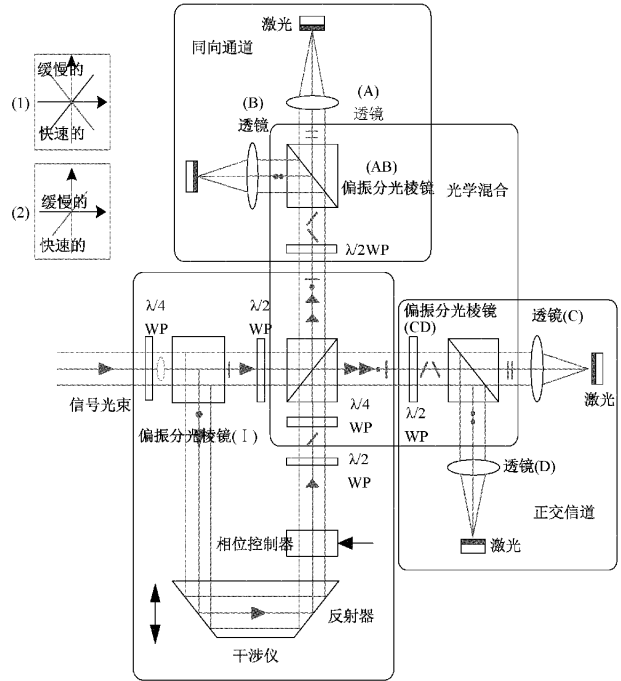 激光
同向通道
(A)
透镜
(B)
透镜
(1)
缓慢的
快速的
(2)
缓慢的
快速的
(AB)
偏振分光棱镜
光学混合
λ/2WP
λ/4
WP
λ/2
WP
偏振分光棱镜
(CD)
透镜(C)
激光
信号光束
偏振分光棱镜(Ⅰ)
λ/4
WP
λ/2
WP
λ/2
WP
透镜(D)
正交信道
激光
相位控制器
反射器
干涉仪